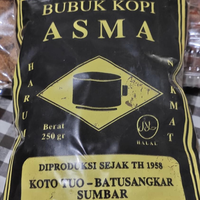 BUBUK KOPI
ASMA
HARUM
NIKMAT
Berat
250 gr
HALAL
DIPRODUKSI SEJAK TH 1958
KOTO TUO - BATUSANGKAR
SUMBAR